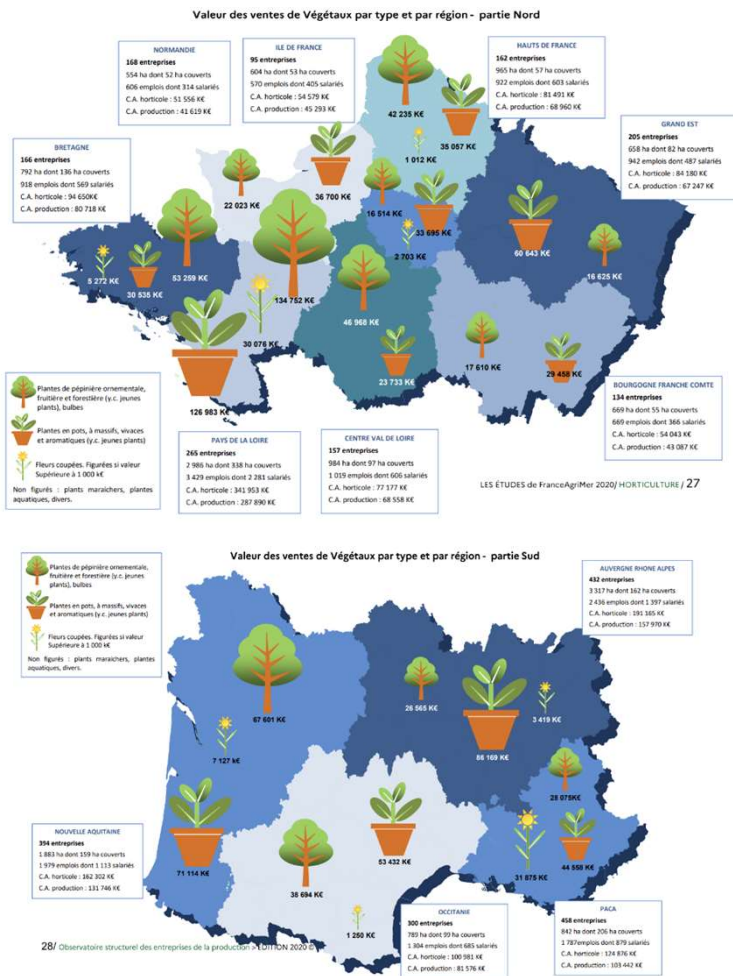 Valeur des ventes de Végétaux par type et par région - partie Nord
NORMANDIE
168 entreprises
554 ha dont 52 ha couverts
606 emplois dont 314 salariés
C.A. horticole : 51 556 K€
C.A. production : 41 619 K€
ILE DE FRANCE
95 entreprises
604 ha dont 53 ha couverts
570 emplois dont 405 salariés
C.A. horticole : 54 579 K€
C.A. production : 45 293 K€
HAUTS DE FRANCE
162 entreprises
965 ha dont 57 ha couverts
922 emplois dont 603 salariés
C.A. horticole : 81 491 K€
C.A. production : 68 960 K€
GRAND EST
205 entreprises
658 ha dont 82 ha couverts
942 emplois dont 487 salariés
C.A. horticole : 84 180 K€
C.A. production : 67 247 K€
BRETAGNE
166 entreprises
792 ha dont 136 ha couverts
918 emplois dont 569 salariés
C.A. horticole : 94 650K€
C.A. production : 80 718 K€
42 235 K€
35 057 K€
1 012 K€
36 700 K€
22 023 K€
16 514 K€
33 695 K€
2 703 K€
60 643 K€
16 625 K€
5 272 K€
30 535 K€
53 259 K€
134 752 K€
30 076 K€
126 983 K€
46 968 K€
23 733 K€
17 610 K€
29 458 K€
Plantes de pépinière ornementale,
fruitière et forestière (y.c. jeunes
plants), bulbes
Plantes en pots, à massifs, vivaces
et aromatiques (y.c. jeunes plants)
Fleurs coupées. Figurées si valeur
Supérieure à 1 000 k€
Non figurés : plants maraichers, plantes
aquatiques, divers.
BOURGOGNE FRANCHE COMTE
134 entreprises
669 ha dont 55 ha couverts
669 emplois dont 366 salariés
C.A. horticole : 54 043 K€
C.A. production : 43 087 K€
PAYS DE LA LOIRE
265 entreprises
2 986 ha dont 338 ha couverts
3 429 emplois dont 2 281 salariés
C.A. horticole : 341 953 K€
C.A. production : 287 890 K€
CENTRE VAL DE LOIRE
157 entreprises
984 ha dont 97 ha couverts
1 019 emplois dont 606 salariés
C.A. horticole : 77 177 K€
C.A. production : 68 558 K€
LES ÉTUDES de FranceAgriMer 2020/ HORTICULTURE / 27
Valeur des ventes de Végétaux par type et par région - partie Sud
Plantes de pépinière ornementale,
fruitière et forestière (y.c. jeunes
plants), bulbes
Plantes en pots, à massifs, vivaces
et aromatiques (y.c. jeunes plants)
Fleurs coupées. Figurées si valeur
Supérieure à 1 000 k€
Non figurés : plants maraichers, plantes
aquatiques, divers.
AUVERGNE RHONE ALPES
432 entreprises
3 317 ha dont 162 ha couverts
2 436 emplois dont 1 397 salariés
C.A. horticole : 191 165 K€
C.A. production : 157 970 K€
67 601 K€
7 127 k€
71 114 K€
26 565 K€
86 169 K€
3 419 K€
28 078K€
44 858 K€
31 875 K€
53 432 K€
38 694 K€
1 250 K€
NOUVELLE AQUITAINE
394 entreprises
1 883 ha dont 159 ha couverts
1 979 emplois dont 1 113 salariés
C.A. horticole : 162 302 K€
C.A. production : 131 746 K€
OCCITANIE
300 entreprises
789 ha dont 99 ha couverts
1 304 emplois dont 685 salariés
C.A. horticole : 100 981 K€
C.A. production : 81 576 K€
PACA
458 entreprises
842 ha dont 206 ha couverts
1 787emplois dont 879 salariés
C.A. horticole : 124 876 K€
C.A. production : 103 442 K€
28/ Observatoire structurel des entreprises de la production > EDITION 2020 ©